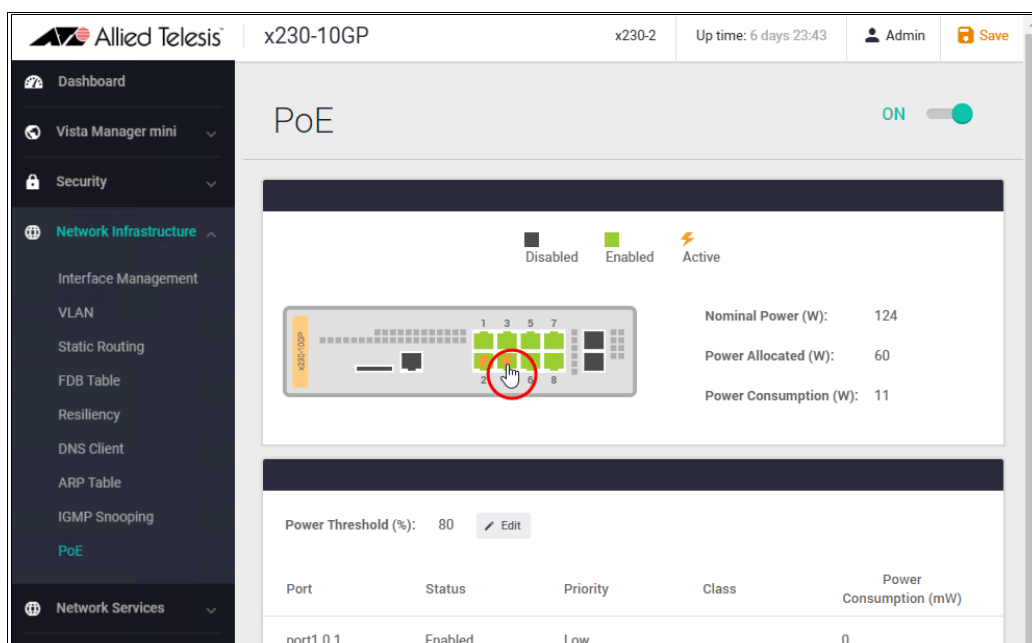 Allied Telesis
x230-10GP
x230-2
Up time: 6 days 23:43
Admin
Save
Dashboard
Vista Manager mini
Security
Network Infrastructure
Interface Management
VLAN
Static Routing
FDB Table
Resiliency
DNS Client
ARP Table
IGMP Snooping
PoE
Network Services
PoE
ON
Disabled
Enabled
Active
x230-10GP
1 3 5 7
2 6 8
Nominal Power (W): 124
Power Allocated (W): 60
Power Consumption (W): 11
Power Threshold (%): 80 Edit
Port Status Priority Class Power Consumption (mW)
port1.0.1 Enabled Low 0